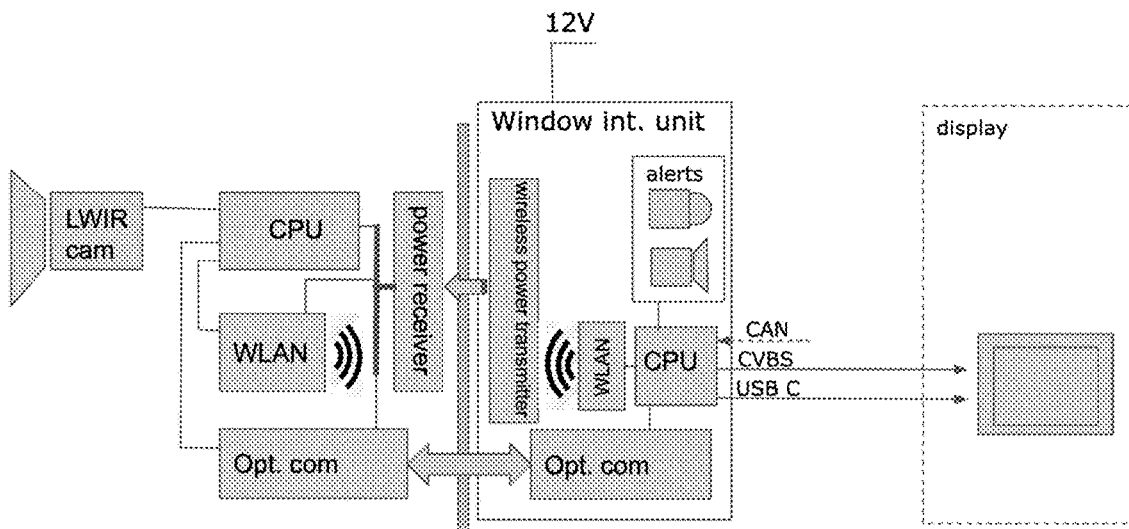 12V
Window int. unit
display
alerts
LWIR
cam
CPU
power receiver
wireless power transmitter
WLAN
WLAN
CPU
CAN
CVBS
USB C
Opt. com
Opt. com